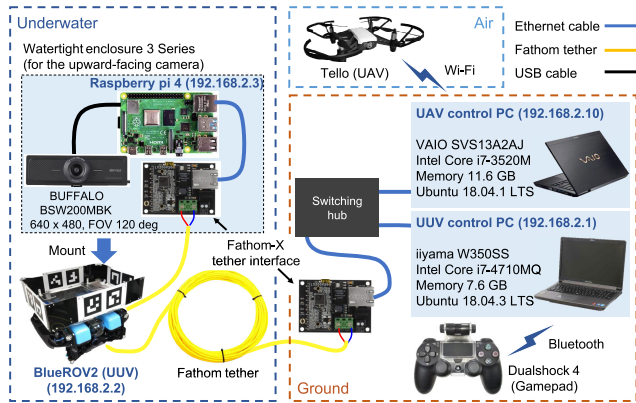 Underwater
Watertight enclosure 3 Series
(for the upward-facing camera)
Raspberry pi 4 (192.168.2.3)
BUFFALO
BSW200MBK
640 x 480, FOV 120 deg
Mount
BlueROV2 (UUV)
(192.168.2.2)
Fathom-X
tether interface
Fathom tether
Air
Tello (UAV)
Wi-Fi
Ethernet cable
Fathom tether
USB cable
UAV control PC (192.168.2.10)
VAIO SVS13A2AJ
Intel Core i7-3520M
Memory 11.6 GB
Ubuntu 18.04.1 LTS
VAIO
Switching
hub
UUV control PC (192.168.2.1)
iiyama W350SS
Intel Core i7-4710MQ
Memory 7.6 GB
Ubuntu 18.04.3 LTS
Bluetooth
Dualshock 4
(Gamepad)
Ground